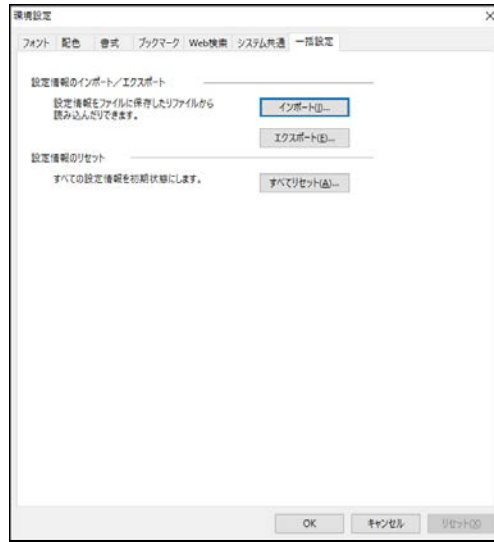 環境設定
フォント 配色 書式 ブックマーク Web検索 システム共通 一括設定
設定情報のインポート／エクスポート
設定情報をファイルに保存したりファイルから
読み込んだりできます。
インポート(I)...
エクスポート(E)...
設定情報のリセット
すべての設定情報を初期状態にします。
すべてリセット(A)...
OK キャンセル リセット(X)